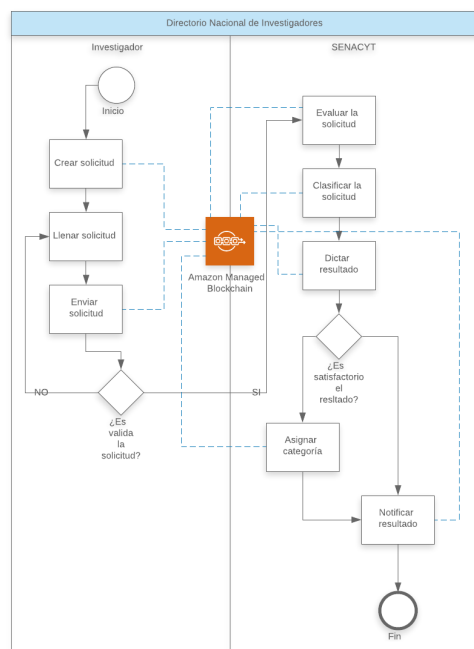 Directorio Nacional de Investigadores
Investigador
SENACYT
Inicio
Crear solicitud
Llenar solicitud
Enviar
solicitud
NO
¿Es
valida
la
solicitud?
SI
Amazon Managed
Blockchain
Evaluar la
solicitud
Clasificar la
solicitud
Dictar
resultado
¿Es
satisfactorio
el
resltado?
Asignar
categoría
Notificar
resultado
Fin